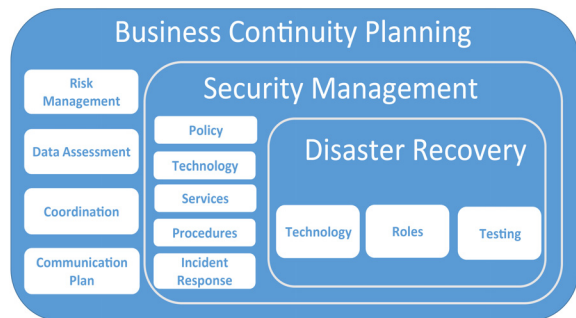 Business Continuity Planning
Risk
Management
Data Assessment
Coordination
Communication
Plan
Security Management
Policy
Technology
Services
Procedures
Incident
Response
Disaster Recovery
Technology
Roles
Testing